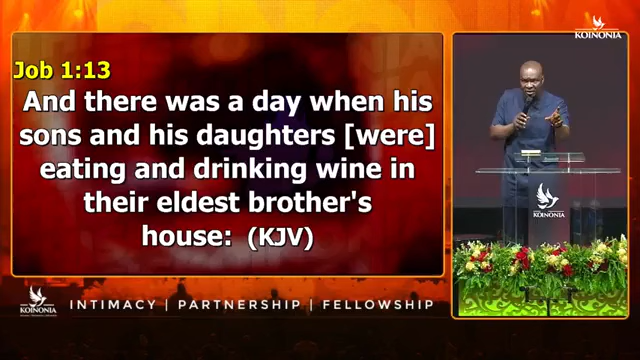 Job 1:13
And there was a day when his
sons and his daughters [were]
eating and drinking wine in
their eldest brother's
house: (KJV)
KOINONIA
KOINONIA
KOINONIA
INTIMACY | PARTNERSHIP | FELLOWSHIP